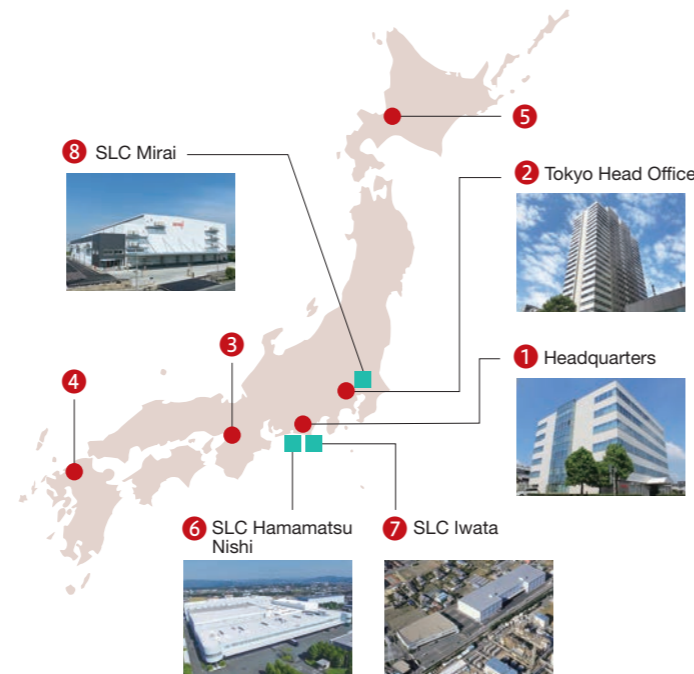 5
8 SLC Mirai
2 Tokyo Head Office
3
1 Headquarters
4
6 SLC Hamamatsu
Nishi
7 SLC Iwata